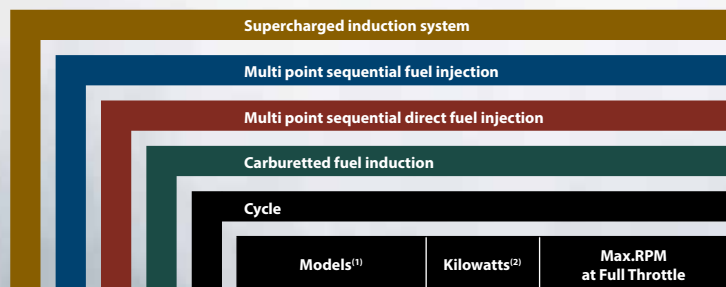 Supercharged induction system
Multi point sequential fuel injection
Multi point sequential direct fuel injection
Carburetted fuel induction
Cycle
Models(1) Kilowatts(2) Max.RPM
at Full Throttle